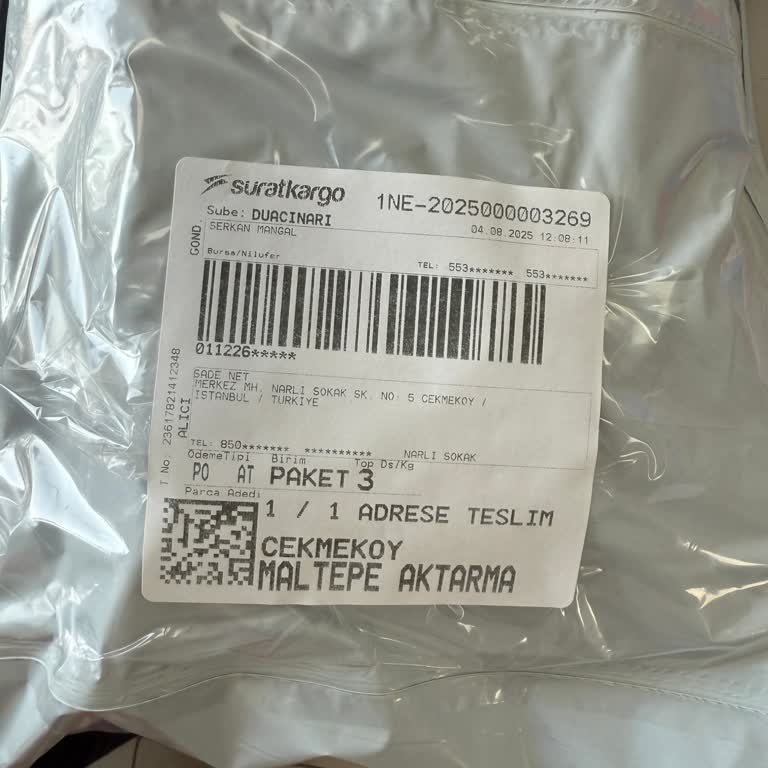 suratkargo
1NE-2025000003269
Sube: DUACINARI
04.08.2025 12:08:11
GOND.
SERKAN MANGAL
Bursa/Nilufer
TEL: 553******* 553*******
011226*****
T.No: 23617821412348
ALICI
SADE NET
MERKEZ MH. NARLI SOKAK SK. NO: 5 CEKMEKOY /
ISTANBUL / TURKIYE
TEL: 850******* ********** NARLI SOKAK
OdemeTipi Birim Top Ds/Kg
PO AT PAKET 3
Parca Adedi
1 / 1 ADRESE TESLIM
CEKMEKOY
MALTEPE AKTARMA